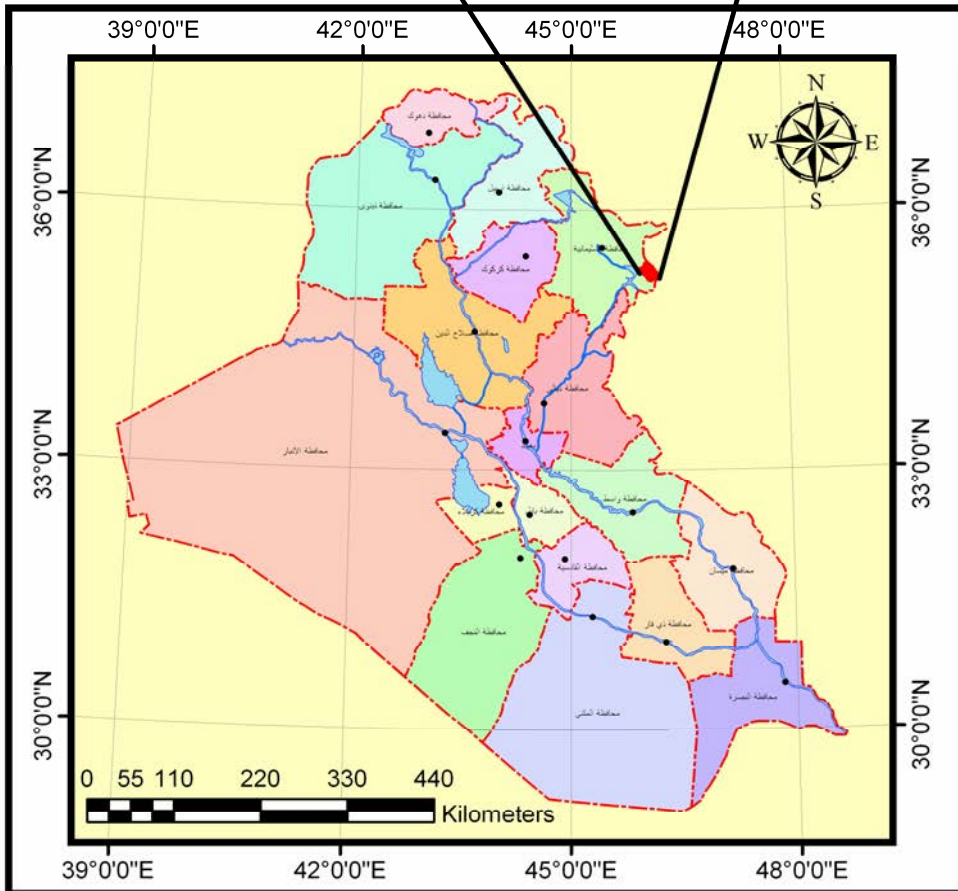 39°0'0"E 42°0'0"E 45°0'0"E 48°0'0"E
N
W E
S
36°0'0"N
39°0'0"N
33°0'0"N
33°0'0"N
30°0'0"N
30°0'0"N
محافظة دهوك
محافظة نينوى
محافظة اربيل
محافظة السليمانية
محافظة كركوك
محافظة صلاح الدين
محافظة ديالى
محافظة الأنبار
محافظة واسط
محافظة كربلاء
محافظة بابل
محافظة القادسية
محافظة ميسان
محافظة النجف
محافظة ذي قار
محافظة المثنى
محافظة البصرة
0 55 110 220 330 440
Kilometers
39°0'0"E 42°0'0"E 45°0'0"E 48°0'0"E